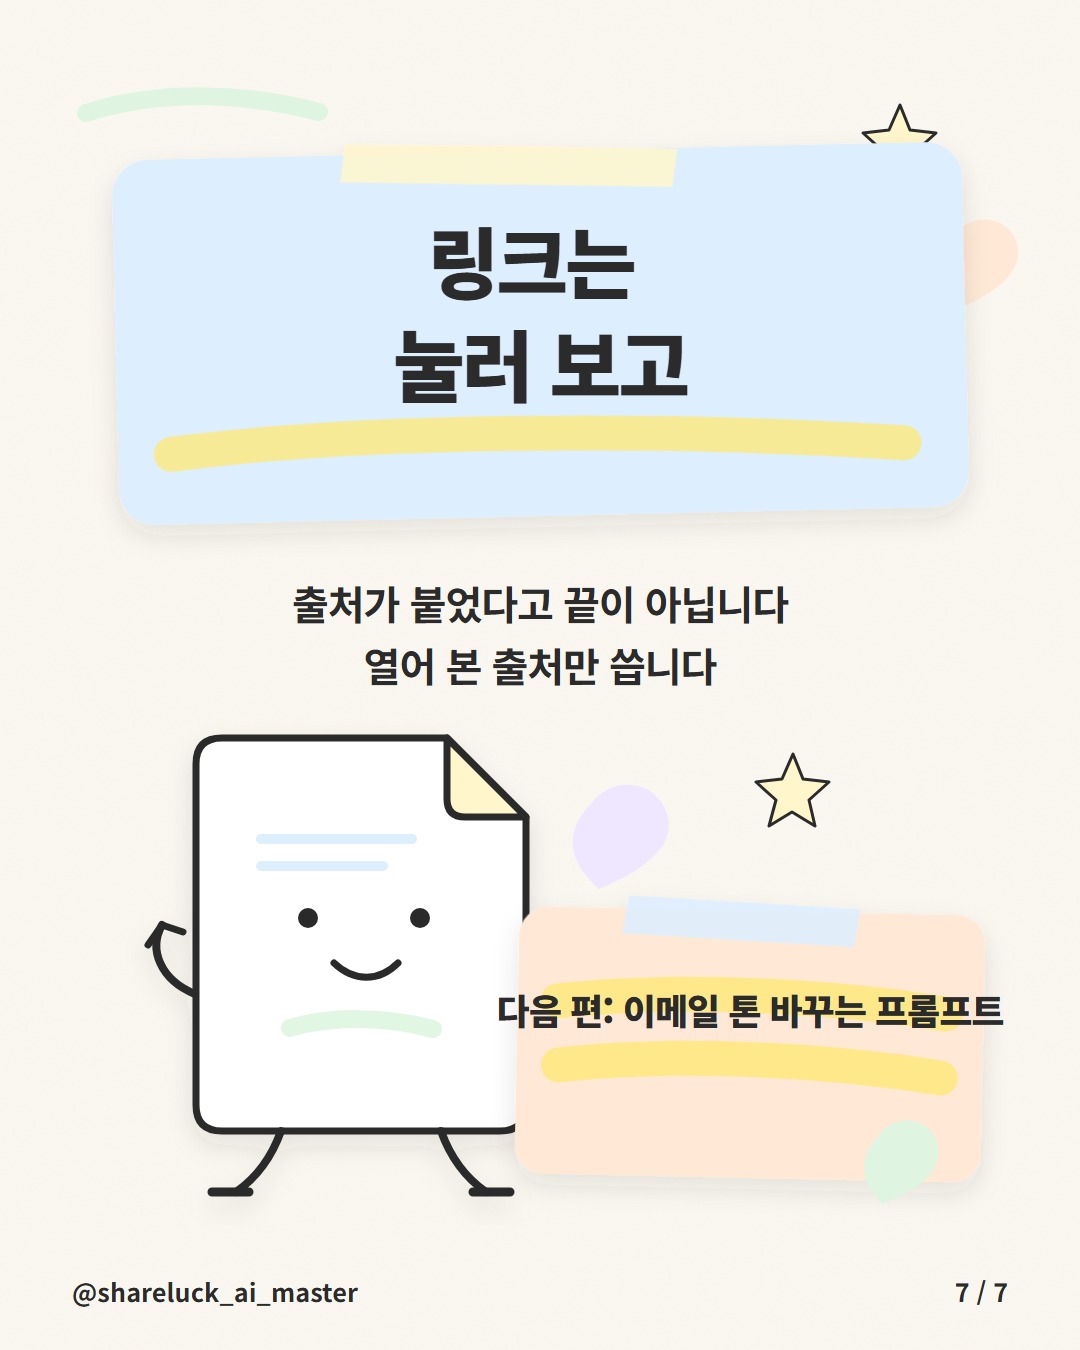 링크는
눌러 보고
출처가 붙었다고 끝이 아닙니다
열어 본 출처만 씁니다
다음 편: 이메일 톤 바꾸는 프롬프트
@shareluck_ai_master
7 / 7